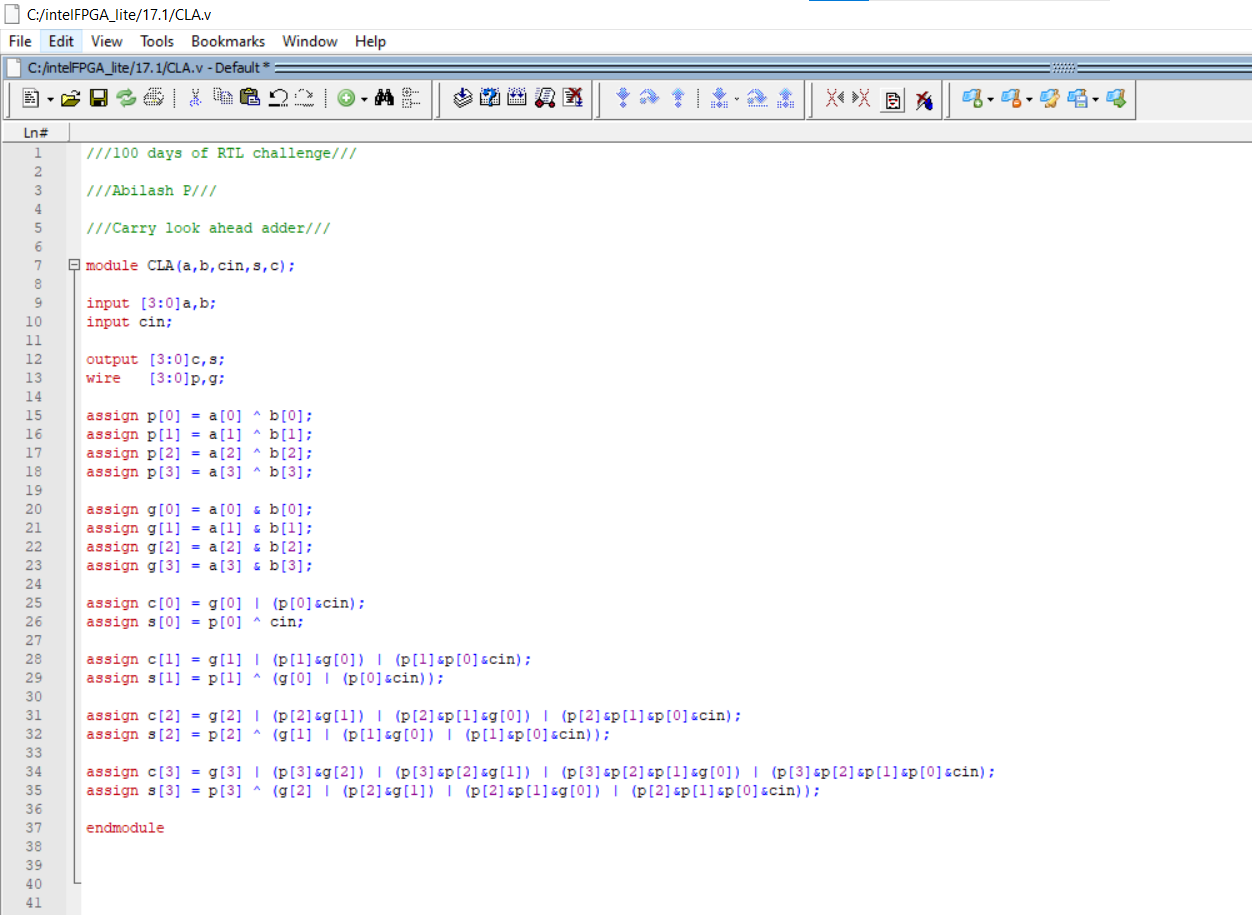 C:/intelFPGA_lite/17.1/CLA.v
File Edit View Tools Bookmarks Window Help
C:/intelFPGA_lite/17.1/CLA.v - Default *
Ln#
1 ///100 days of RTL challenge///
2
3 ///Abilash P///
4
5 ///Carry look ahead adder///
6
7 module CLA(a,b,cin,s,c);
8
9 input [3:0]a,b;
10 input cin;
11
12 output [3:0]c,s;
13 wire   [3:0]p,g;
14
15 assign p[0] = a[0] ^ b[0];
16 assign p[1] = a[1] ^ b[1];
17 assign p[2] = a[2] ^ b[2];
18 assign p[3] = a[3] ^ b[3];
19
20 assign g[0] = a[0] & b[0];
21 assign g[1] = a[1] & b[1];
22 assign g[2] = a[2] & b[2];
23 assign g[3] = a[3] & b[3];
24
25 assign c[0] = g[0] | (p[0]&cin);
26 assign s[0] = p[0] ^ cin;
27
28 assign c[1] = g[1] | (p[1]&g[0]) | (p[1]&p[0]&cin);
29 assign s[1] = p[1] ^ (g[0] | (p[0]&cin));
30
31 assign c[2] = g[2] | (p[2]&g[1]) | (p[2]&p[1]&g[0]) | (p[2]&p[1]&p[0]&cin);
32 assign s[2] = p[2] ^ (g[1] | (p[1]&g[0]) | (p[1]&p[0]&cin));
33
34 assign c[3] = g[3] | (p[3]&g[2]) | (p[3]&p[2]&g[1]) | (p[3]&p[2]&p[1]&g[0]) | (p[3]&p[2]&p[1]&p[0]&cin);
35 assign s[3] = p[3] ^ (g[2] | (p[2]&g[1]) | (p[2]&p[1]&g[0]) | (p[2]&p[1]&p[0]&cin));
36
37 endmodule
38
39
40
41